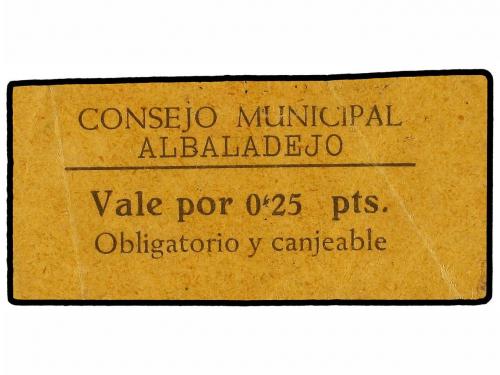 CONSEJO MUNICIPAL
ALBALADEJO
Vale por 0'25 pts.
Obligatorio y canjeable